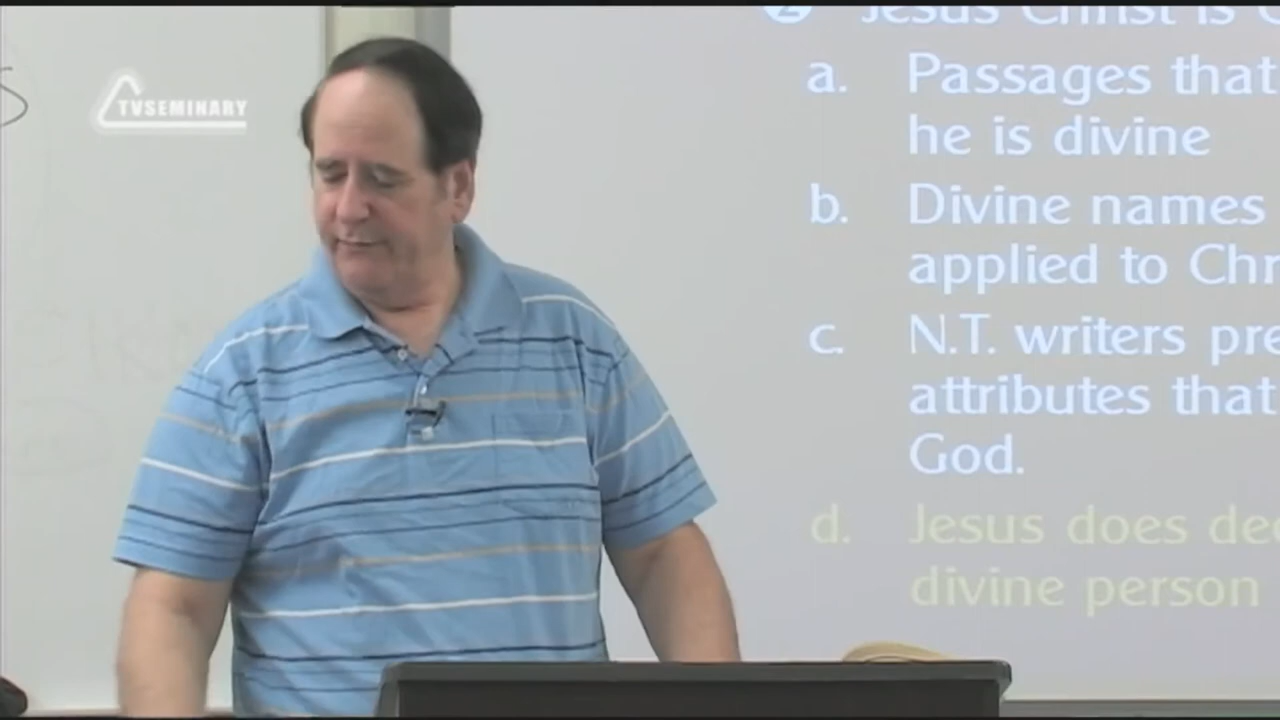 TVSEMINARY
2 Jesus Christ is
a. Passages that
he is divine
b. Divine names
applied to Chr
c. N.T. writers pre
attributes that
God.
d. Jesus does dec
divine person